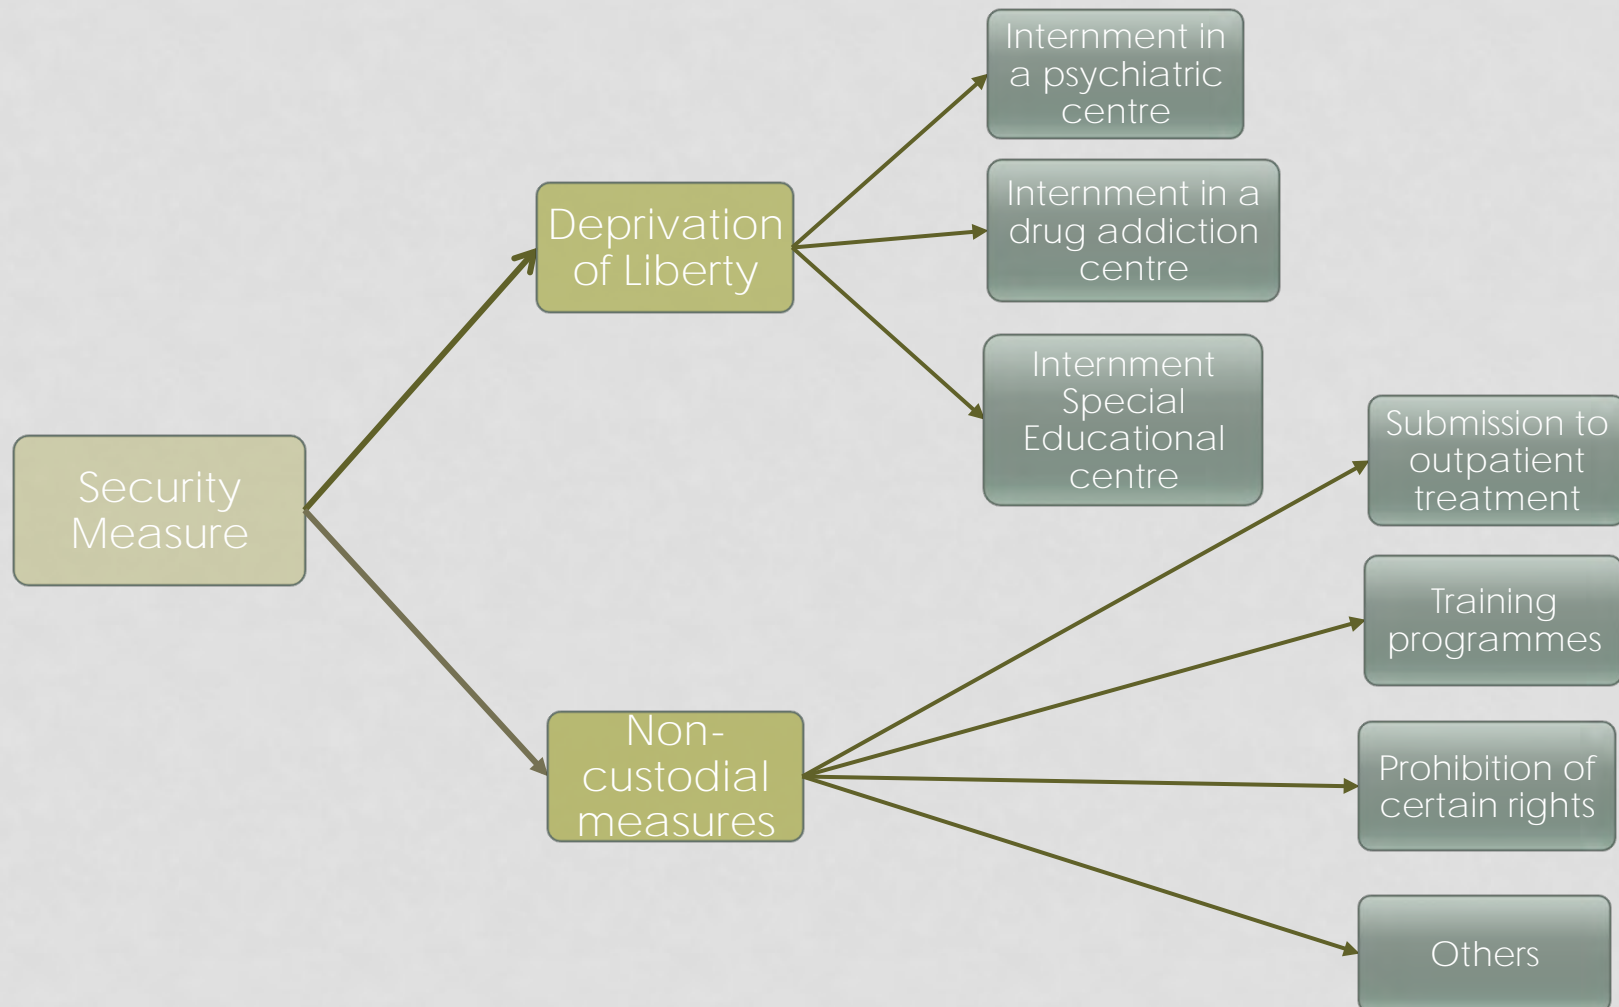 Security
Measure
Deprivation
of Liberty
Internment in
a psychiatric
centre
Internment in a
drug addiction
centre
Internment
Special
Educational
centre
Non-
custodial
measures
Submission to
outpatient
treatment
Training
programmes
Prohibition of
certain rights
Others